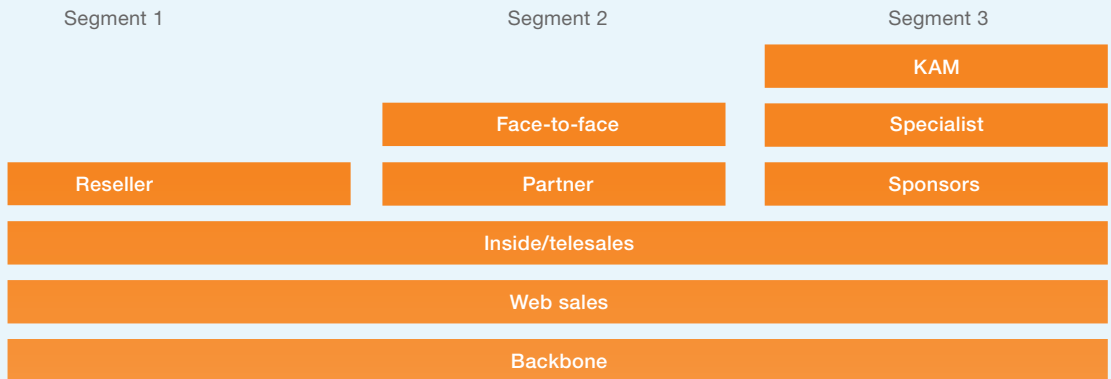 Segment 1 Segment 2 Segment 3
KAM
Face-to-face Specialist
Reseller Partner Sponsors
Inside/telesales
Web sales
Backbone